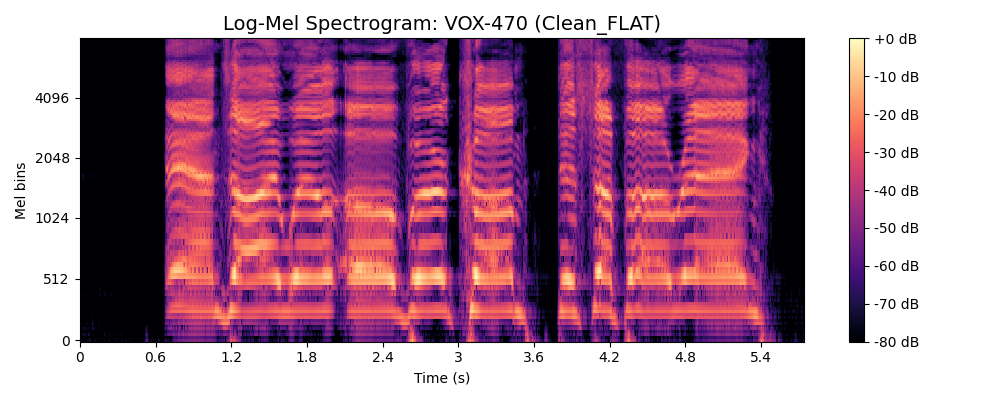 Log-Mel Spectrogram: VOX-470 (Clean_FLAT)
Mel bins
4096
2048
1024
512
0
0 0.6 1.2 1.8 2.4 3 3.6 4.2 4.8 5.4
Time (s)
+0 dB
-10 dB
-20 dB
-30 dB
-40 dB
-50 dB
-60 dB
-70 dB
-80 dB